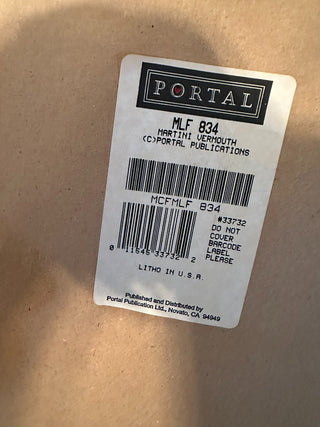 PORTAL
MLF 834
MARTINI VERMOUTH
(C)PORTAL PUBLICATIONS
MCFMLF 834
#33732
DO NOT
COVER
BARCODE
LABEL
PLEASE
0 11545 33732 2
LITHO IN U.S.A.
Published and Distributed by
Portal Publication Ltd., Novato, CA 94949